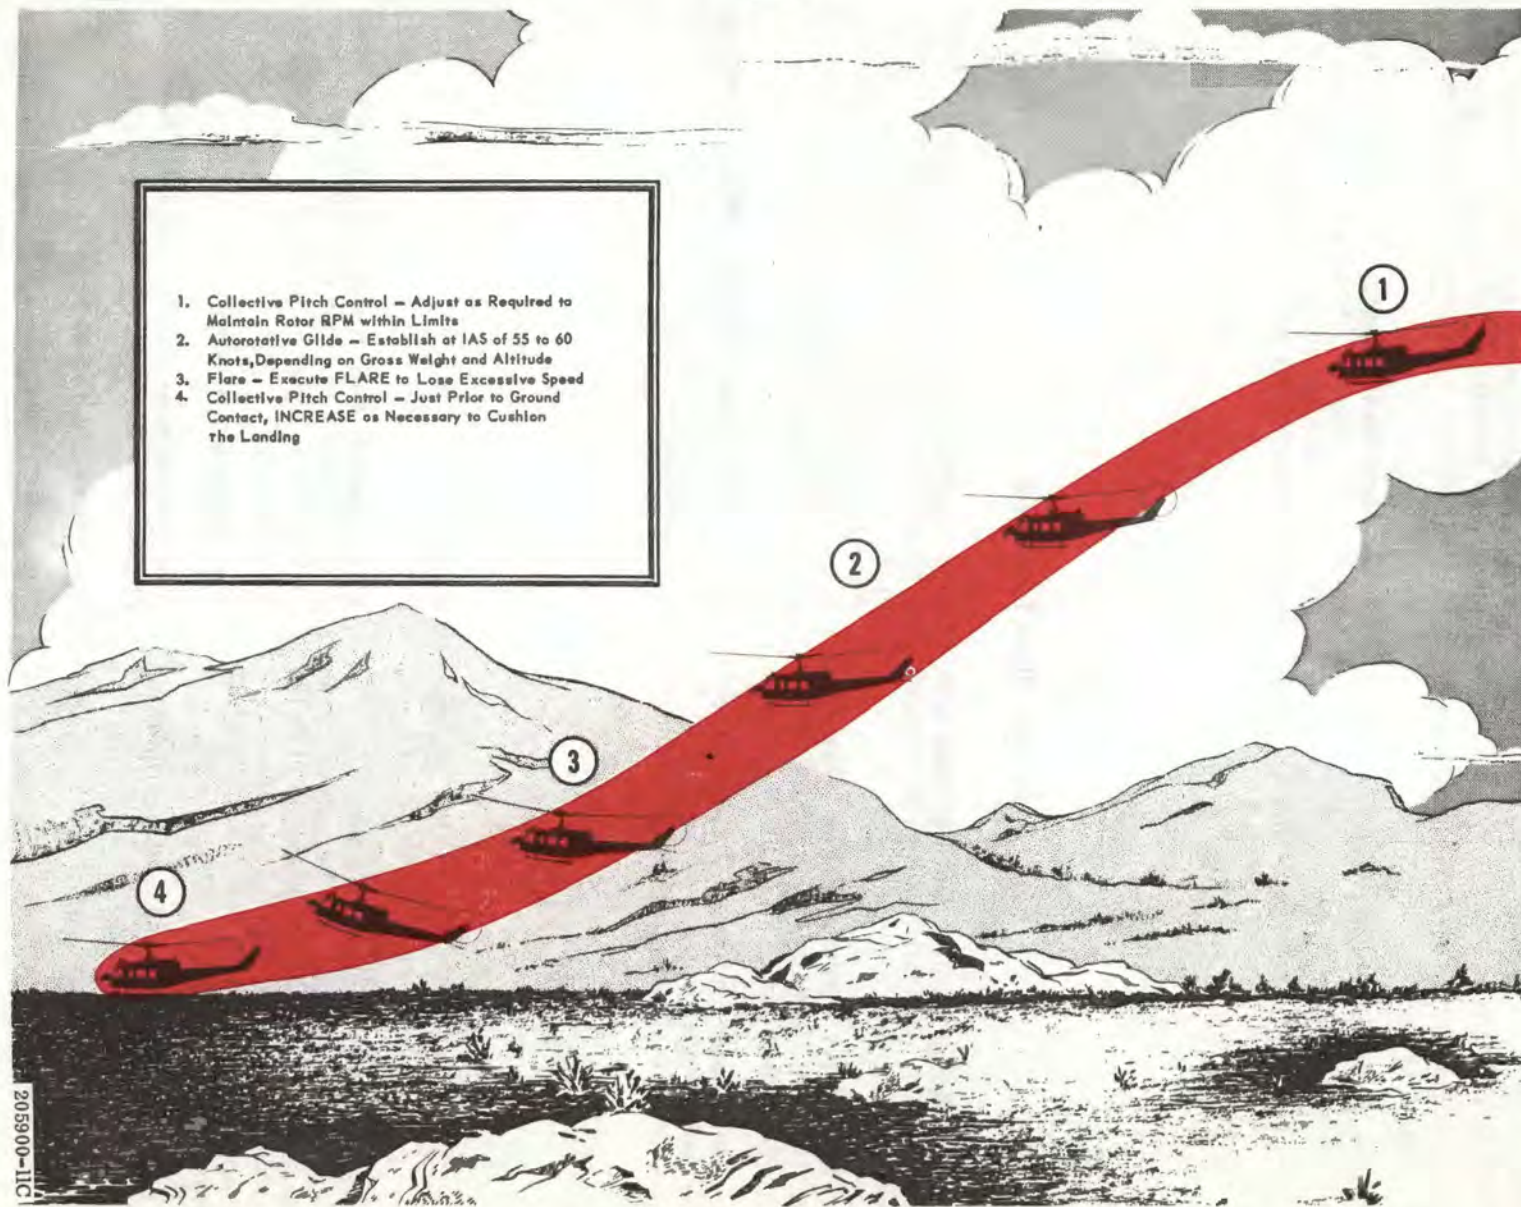 1. Collective Pitch Control – Adjust as Required to
Maintain Rotor RPM within Limits
2. Autorotative Glide – Establish at IAS of 55 to 60
Knots,Depending on Gross Weight and Altitude
3. Flare – Execute FLARE to Lose Excessive Speed
4. Collective Pitch Control – Just Prior to Ground
Contact, INCREASE as Necessary to Cushion
The Landing
1
2
3
4
205900-11C